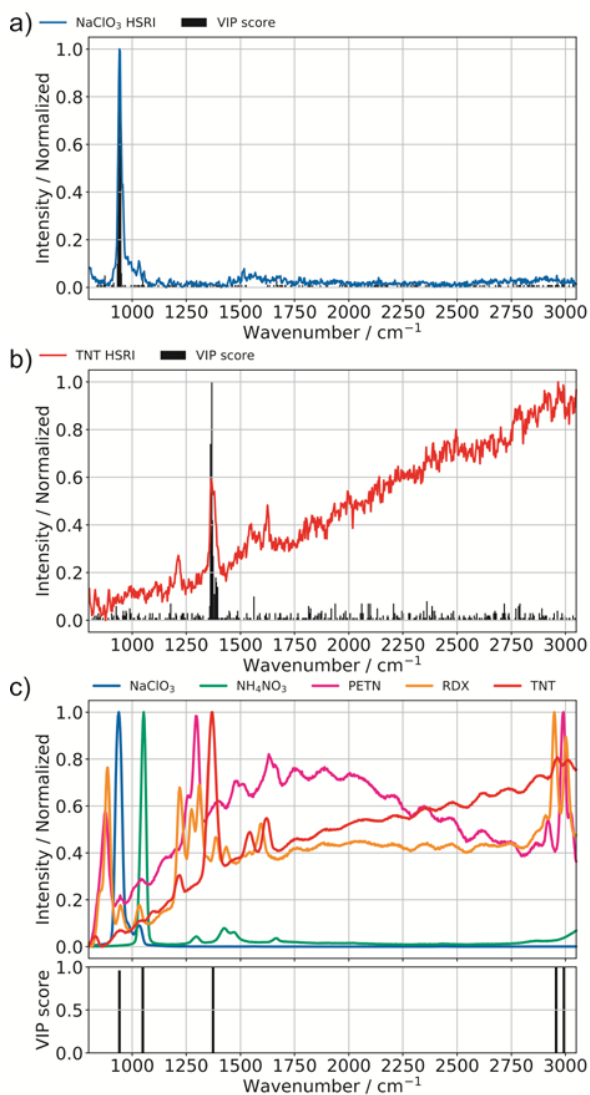 a) NaClO₃ HSRI VIP score
1.0
0.8
0.6
0.4
0.2
0.0
Intensity / Normalized
1000 1250 1500 1750 2000 2250 2500 2750 3000
Wavenumber / cm⁻¹
b) TNT HSRI VIP score
1.0
0.8
0.6
0.4
0.2
0.0
Intensity / Normalized
1000 1250 1500 1750 2000 2250 2500 2750 3000
Wavenumber / cm⁻¹
c) NaClO₃ NH₄NO₃ PETN RDX TNT
1.0
0.8
0.6
0.4
0.2
0.0
Intensity / Normalized
1.0
0.5
0.0
VIP score
1000 1250 1500 1750 2000 2250 2500 2750 3000
Wavenumber / cm⁻¹